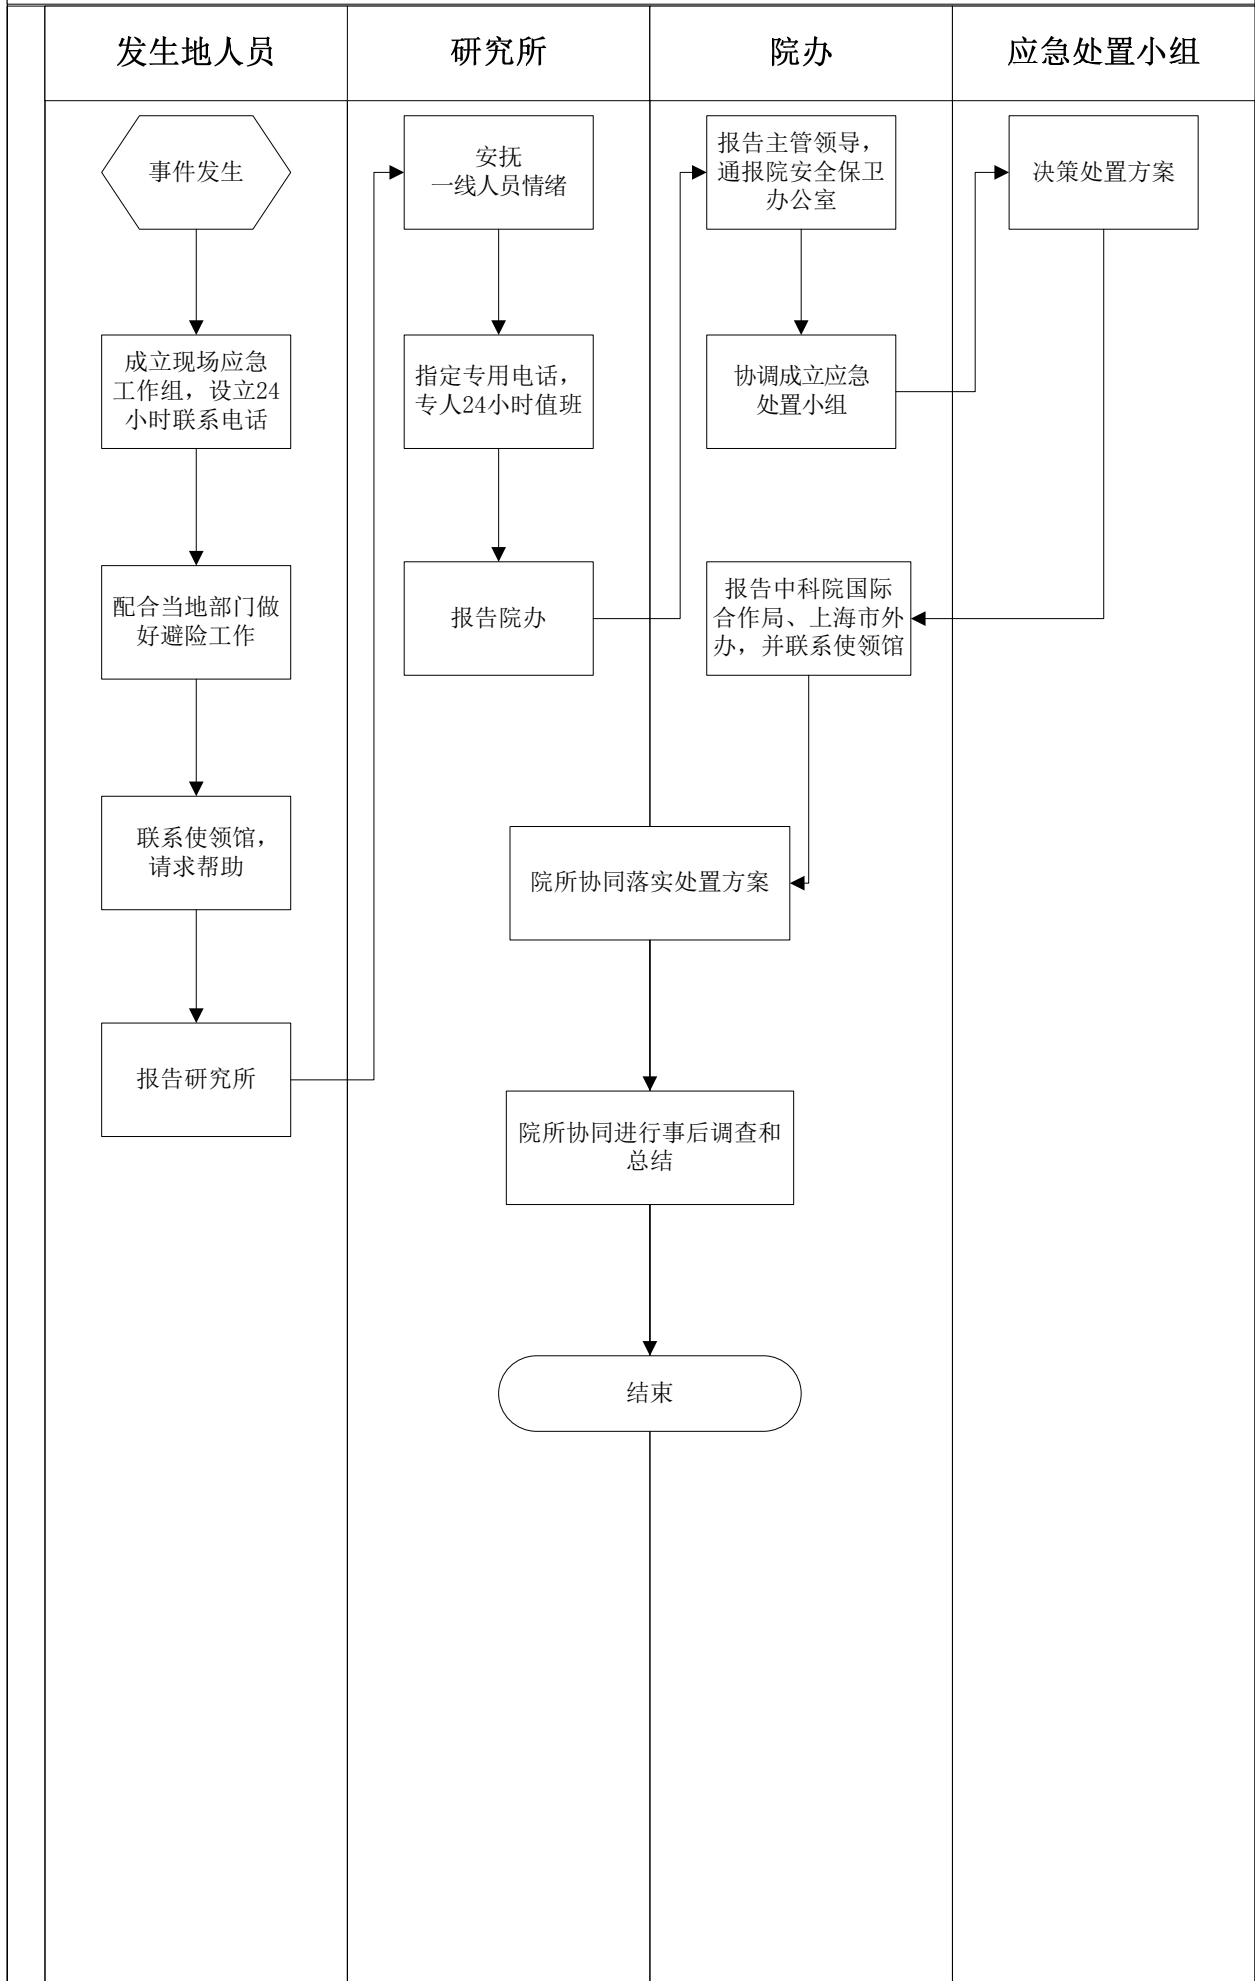 发生地人员
研究所
院办
应急处置小组
事件发生
成立现场应急
工作组，设立24
小时联系电话
配合当地部门做
好避险工作
联系使领馆，
请求帮助
报告研究所
安抚
一线人员情绪
指定专用电话，
专人24小时值班
报告院办
报告主管领导，
通报院安全保卫
办公室
协调成立应急
处置小组
决策处置方案
报告中科院国际
合作局、上海市外
办，并联系使领馆
院所协同落实处置方案
院所协同进行事后调查和
总结
结束